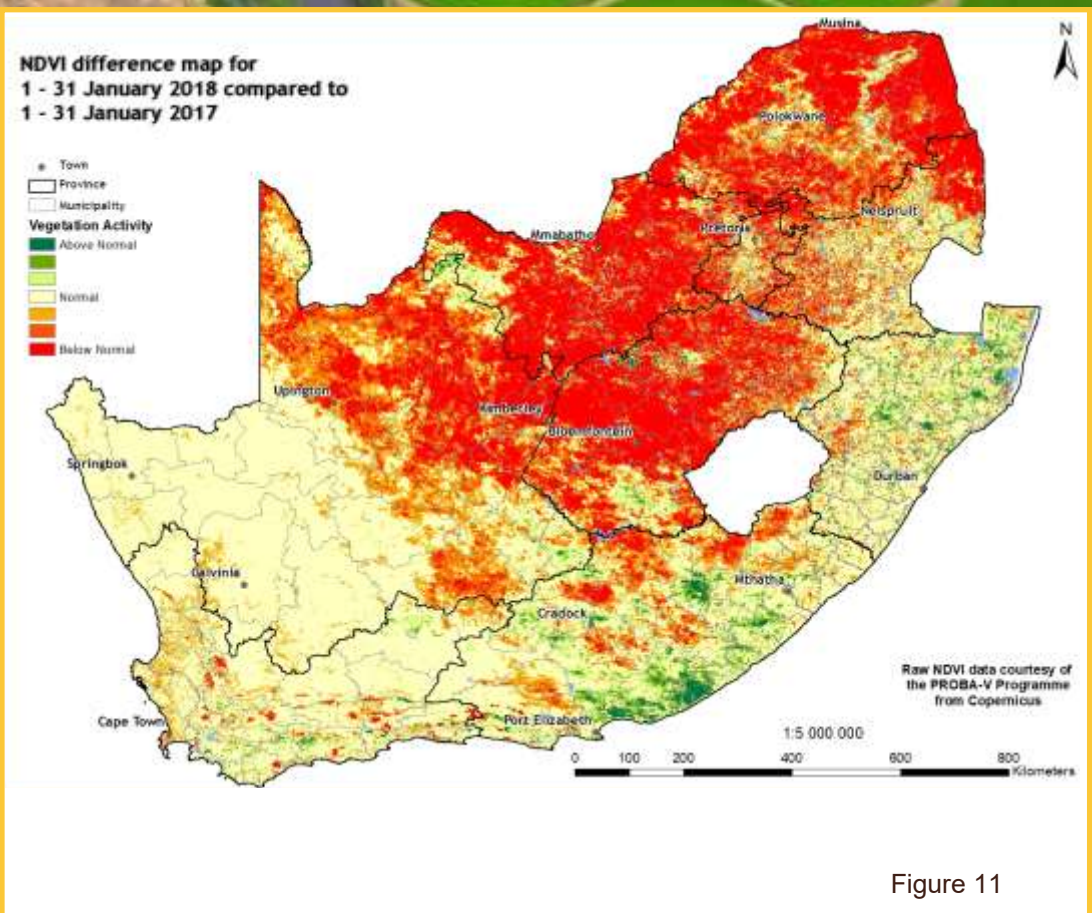 NDVI difference map for
1 - 31 January 2018 compared to
1 - 31 January 2017
N
Town
Province
Municipality
Vegetation Activity
Above Normal
Normal
Below Normal
Musina
Polokwane
Nelspruit
Pretoria
Mmabatho
Upington
Kimberley
Bloemfontein
Springbok
Durban
Calvinia
Mthatha
Cradock
Cape Town
Port Elizabeth
Raw NDVI data courtesy of
the PROBA-V Programme
from Copernicus
1:5 000 000
0 100 200 400 600 800
Kilometers
Figure 11